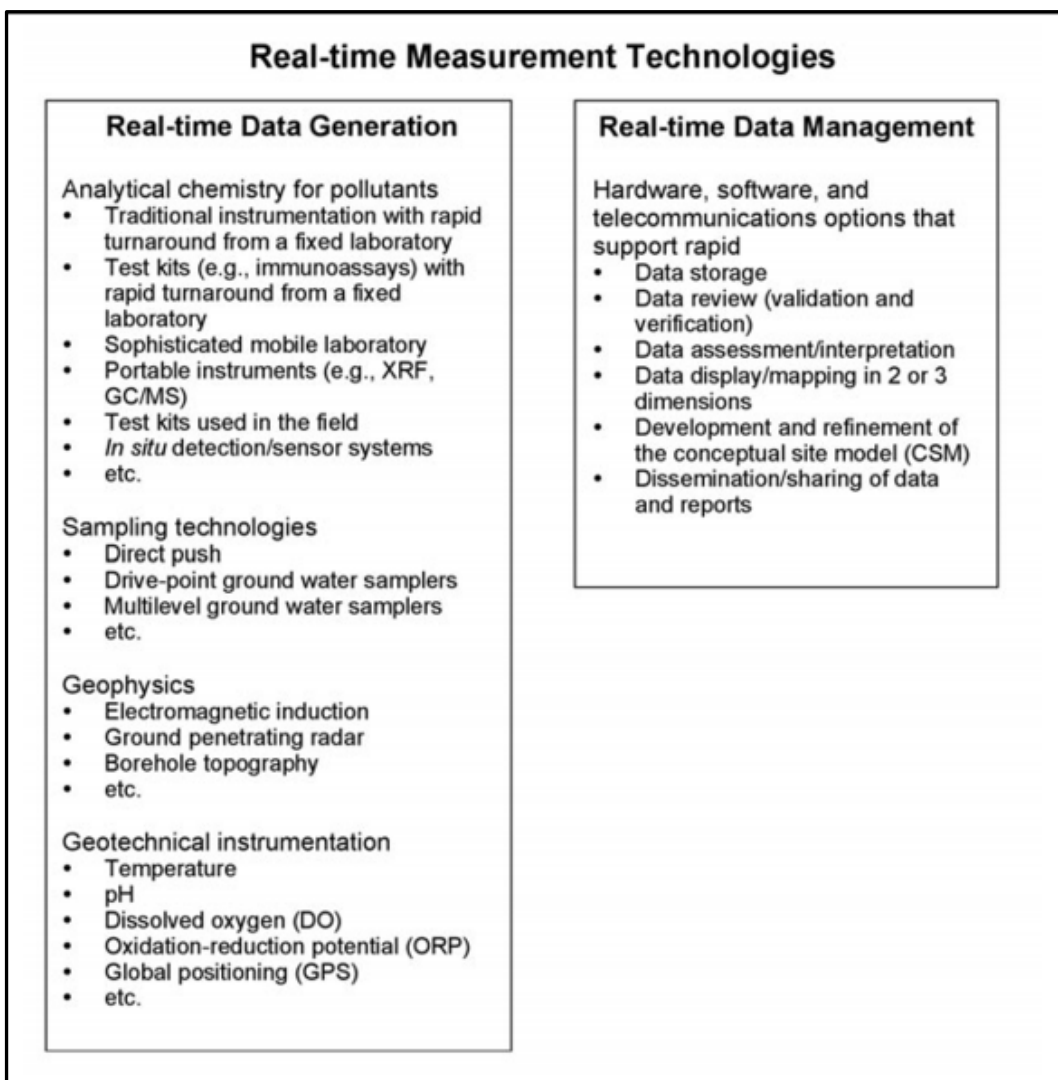 Real-time Measurement Technologies
Real-time Data Generation
Analytical chemistry for pollutants
• Traditional instrumentation with rapid
turnaround from a fixed laboratory
• Test kits (e.g., immunoassays) with
rapid turnaround from a fixed
laboratory
• Sophisticated mobile laboratory
• Portable instruments (e.g., XRF,
GC/MS)
• Test kits used in the field
• In situ detection/sensor systems
• etc.
Sampling technologies
• Direct push
• Drive-point ground water samplers
• Multilevel ground water samplers
• etc.
Geophysics
• Electromagnetic induction
• Ground penetrating radar
• Borehole topography
• etc.
Geotechnical instrumentation
• Temperature
• pH
• Dissolved oxygen (DO)
• Oxidation-reduction potential (ORP)
• Global positioning (GPS)
• etc.
Real-time Data Management
Hardware, software, and
telecommunications options that
support rapid
• Data storage
• Data review (validation and
verification)
• Data assessment/interpretation
• Data display/mapping in 2 or 3
dimensions
• Development and refinement of
the conceptual site model (CSM)
• Dissemination/sharing of data
and reports